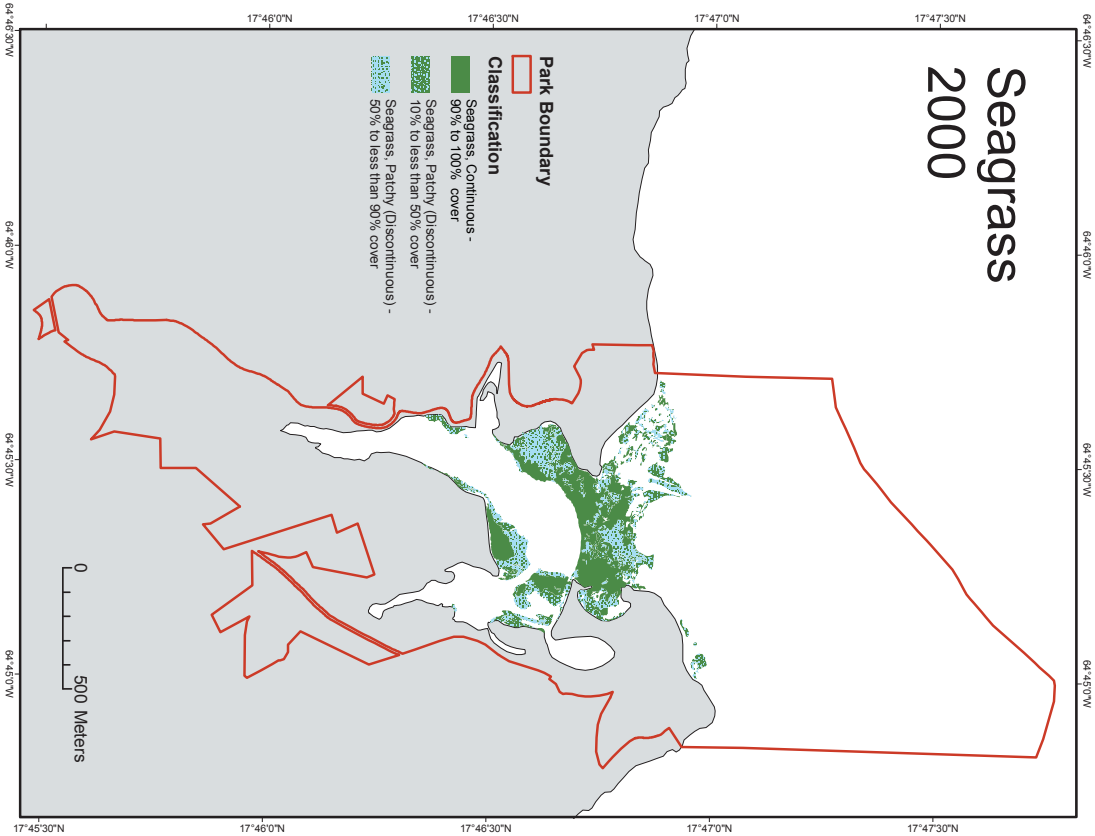 64°46'30"W
64°46'0"W
64°45'30"W
64°45'0"W
Seagrass
2000
17°47'30"N
17°47'30"N
17°47'0"N
17°47'0"N
Park Boundary
Classification
Seagrass, Continuous -
90% to 100% cover
Seagrass, Patchy (Discontinuous) -
10% to less than 50% cover
Seagrass, Patchy (Discontinuous) -
50% to less than 90% cover
17°46'30"N
17°46'30"N
17°46'0"N
17°46'0"N
0
500 Meters
17°45'30"N
64°46'30"W
64°46'0"W
64°45'30"W
64°45'0"W